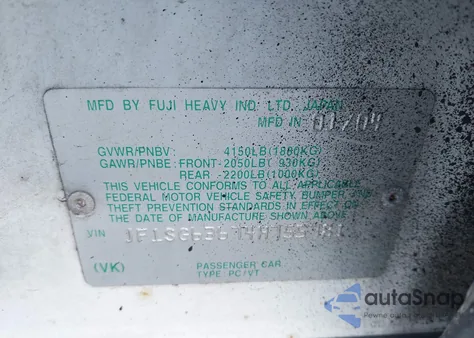 MFD BY FUJI HEAVY IND. LTD. JAPAN
MFD IN 01/04
GVWR/PNBV: 4150LB(1880KG)
GAWR/PNBE: FRONT-2050LB( 930KG)
REAR -2200LB(1000KG)
THIS VEHICLE CONFORMS TO ALL APPLICABLE
FEDERAL MOTOR VEHICLE SAFETY, BUMPER, AND
THEFT PREVENTION STANDARDS IN EFFECT ON
THE DATE OF MANUFACTURE SHOWN ABOVE
VIN
(VK) PASSENGER CAR
TYPE PC/VT
autoSnap